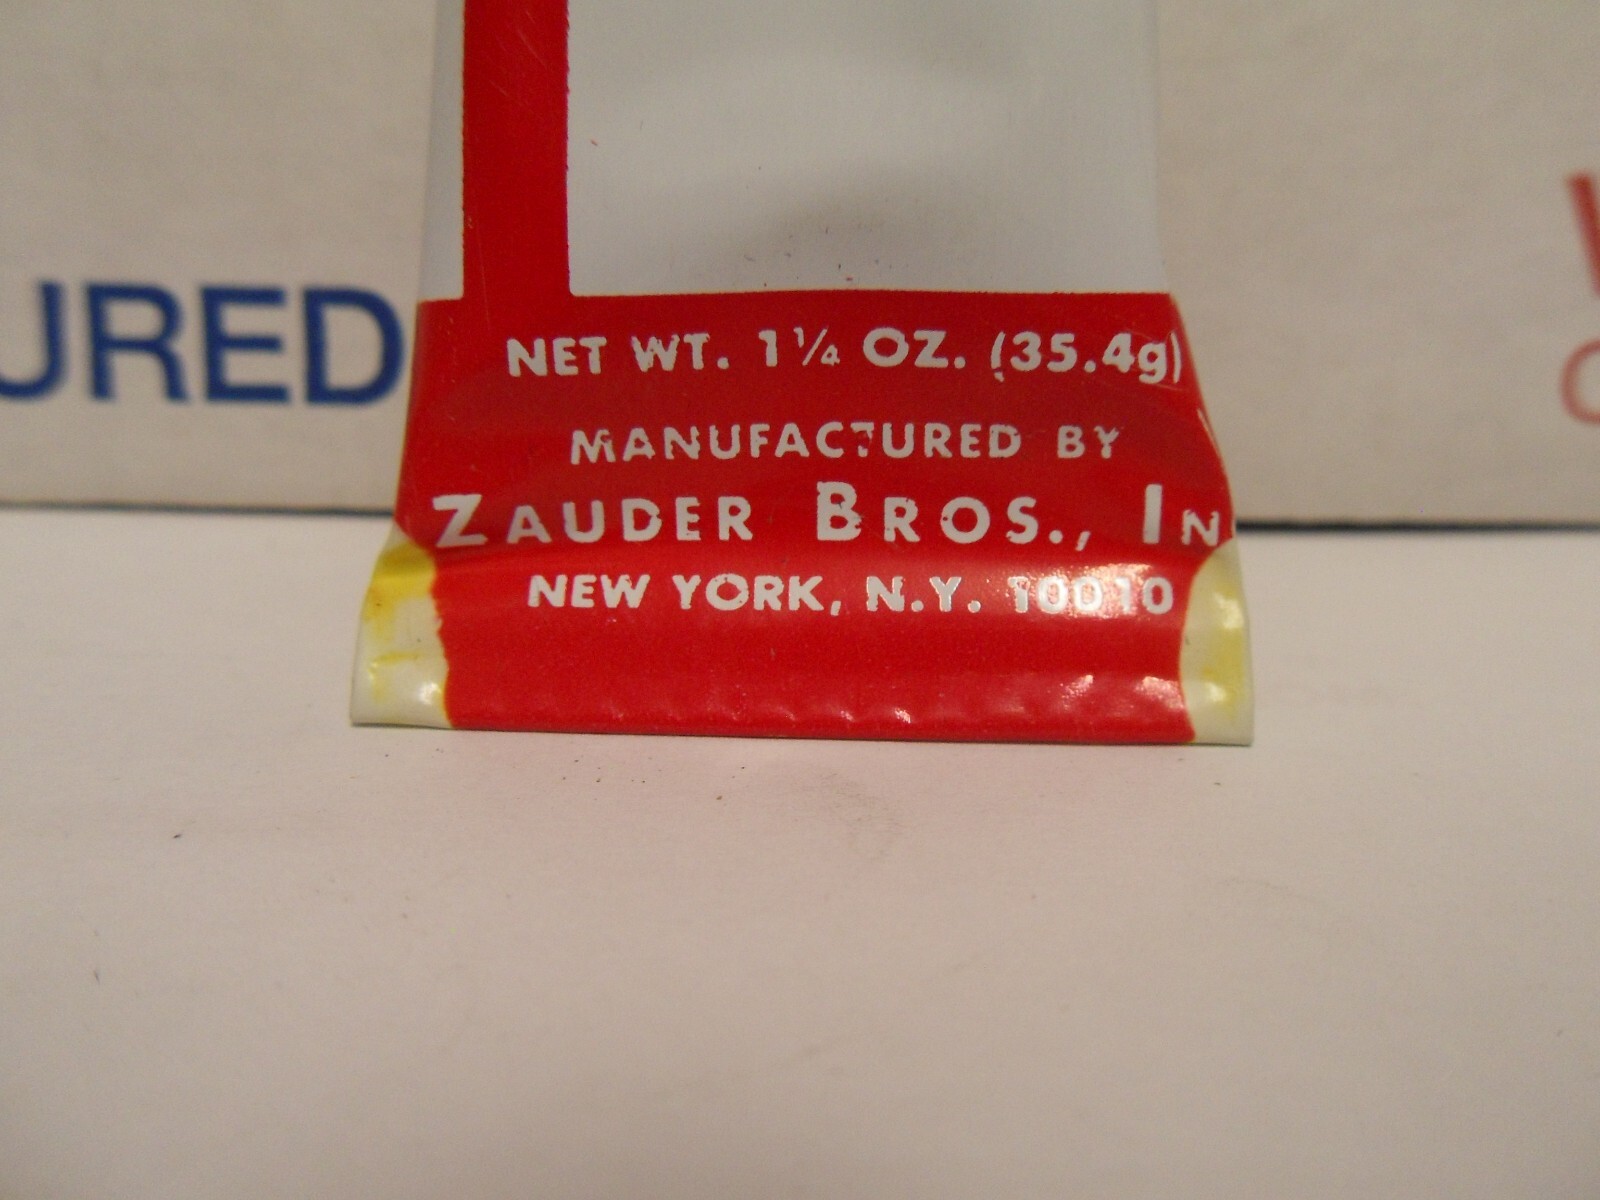 URED
NET WT. 1¼ OZ. (35.4g)
MANUFACTURED BY
ZAUDER BROS., IN
NEW YORK, N.Y. 10010